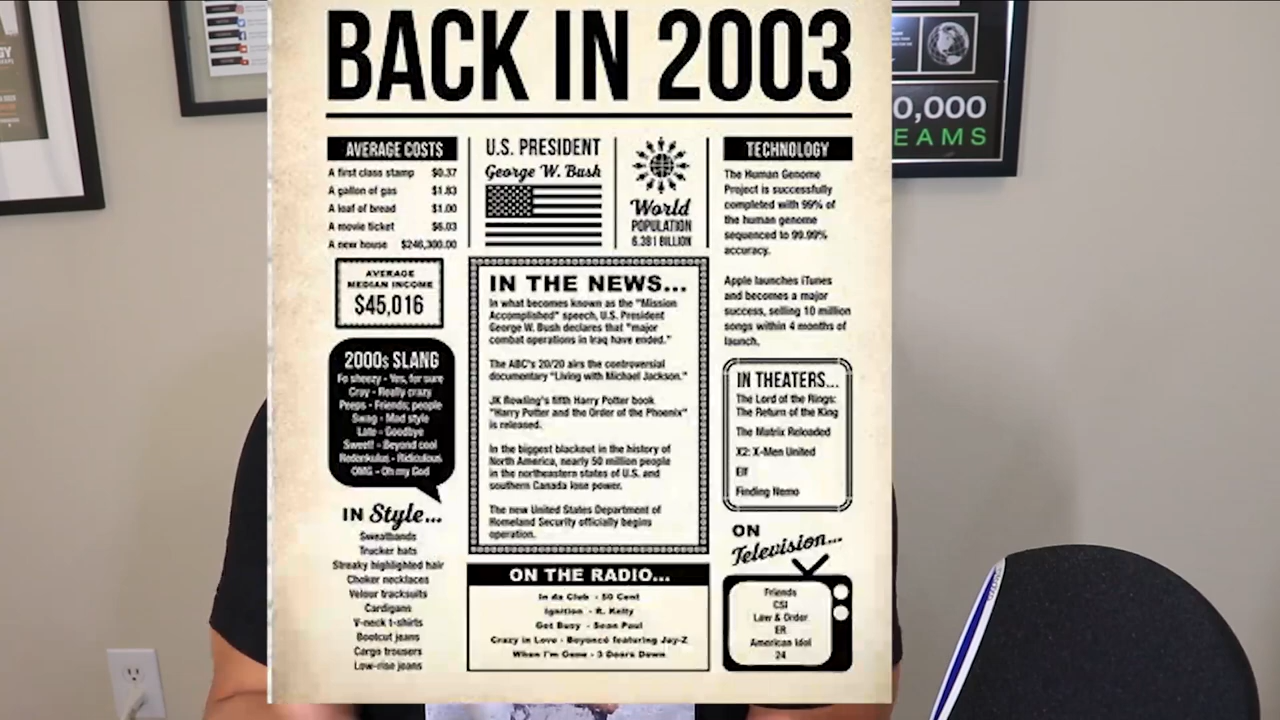 BACK IN 2003
AVERAGE COSTS
A first class stamp $0.37
A gallon of gas $1.83
A loaf of bread $1.00
A movie ticket $6.03
A new house $246,300.00
AVERAGE
MEDIAN INCOME
$45,016
2000s SLANG
Fo sheezy - Yes, for sure
Cray - Really crazy
Peeps - Friends; people
Swag - Mad style
Late - Goodbye
Sweet! - Beyond cool
Redonkulus - Ridiculous
OMG - Oh my God
IN Style...
Sweatbands
Trucker hats
Streaky highlighted hair
Choker necklaces
Velour tracksuits
Cardigans
V-neck t-shirts
Bootcut jeans
Cargo trousers
Low-rise jeans
U.S. PRESIDENT
George W. Bush
World
POPULATION
6.381 BILLION
IN THE NEWS...
In what becomes known as the "Mission
Accomplished" speech, U.S. President
George W. Bush declares that "major
combat operations in Iraq have ended."
The ABC's 20/20 airs the controversial
documentary "Living with Michael Jackson."
JK Rowling's fifth Harry Potter book
"Harry Potter and the Order of the Phoenix"
is released.
In the biggest blackout in the history of
North America, nearly 50 million people
in the northeastern states of U.S. and
southern Canada lose power.
The new United States Department of
Homeland Security officially begins
operation.
ON THE RADIO...
In da Club - 50 Cent
Ignition - R. Kelly
Get Busy - Sean Paul
Crazy in Love - Beyoncé featuring Jay-Z
When I'm Gone - 3 Doors Down
TECHNOLOGY
The Human Genome
Project is successfully
completed with 99% of
the human genome
sequenced to 99.99%
accuracy.
Apple launches iTunes
and becomes a major
success, selling 10 million
songs within 4 months of
launch.
IN THEATERS...
The Lord of the Rings:
The Return of the King
The Matrix Reloaded
X2: X-Men United
Elf
Finding Nemo
ON
Television...
Friends
CSI
Law & Order
ER
American Idol
24
0,000
EAMS